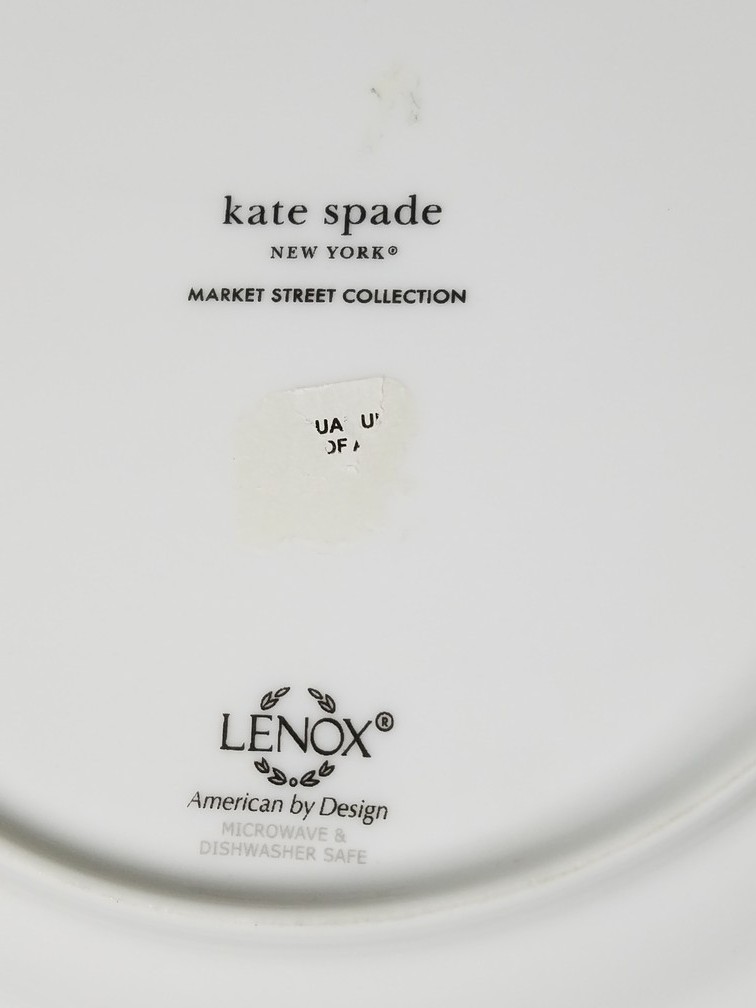 kate spade
NEW YORK®
MARKET STREET COLLECTION
LENOX®
American by Design
MICROWAVE &
DISHWASHER SAFE